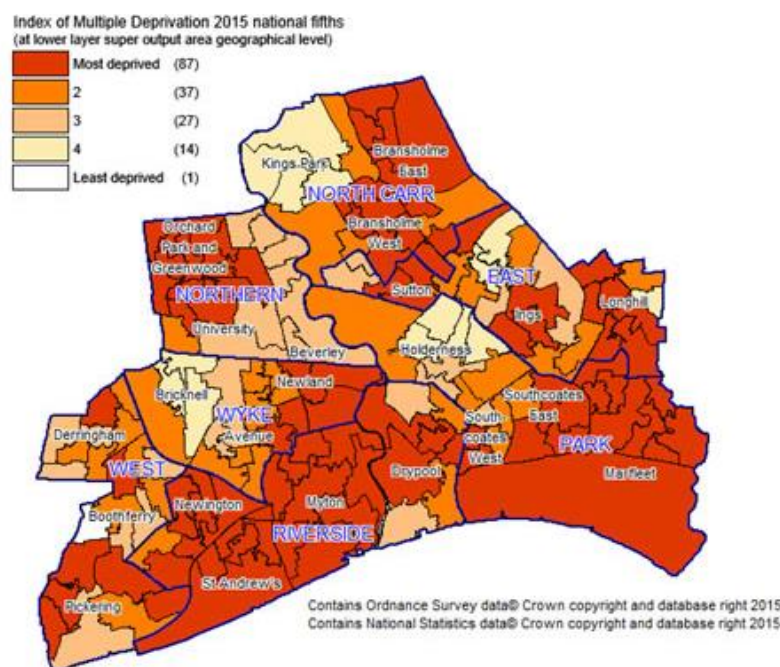 Index of Multiple Deprivation 2015 national fifths
(at lower layer super output area geographical level)
Most deprived (87)
2 (37)
3 (27)
4 (14)
Least deprived (1)
Kings Park
Bransholme
East
NORTH CARR
Orchard
Park and
Greenwood
Bransholme
West
NORTHERN
Sutton
EAST
Ings
Longhill
University
Beverley
Holderness
Bricknell
Newland
WYKE
Avenue
Derringham
WEST
Southcoates
East
South-
coates
West
PARK
Drypool
Marfleet
Boothferry
Newington
Myton
RIVERSIDE
St Andrew's
Pickering
Contains Ordnance Survey data© Crown copyright and database right 2015
Contains National Statistics data© Crown copyright and database right 2015